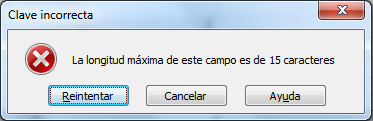 Clave incorrecta
La longitud máxima de este campo es de 15 caracteres
Reintentar Cancelar Ayuda